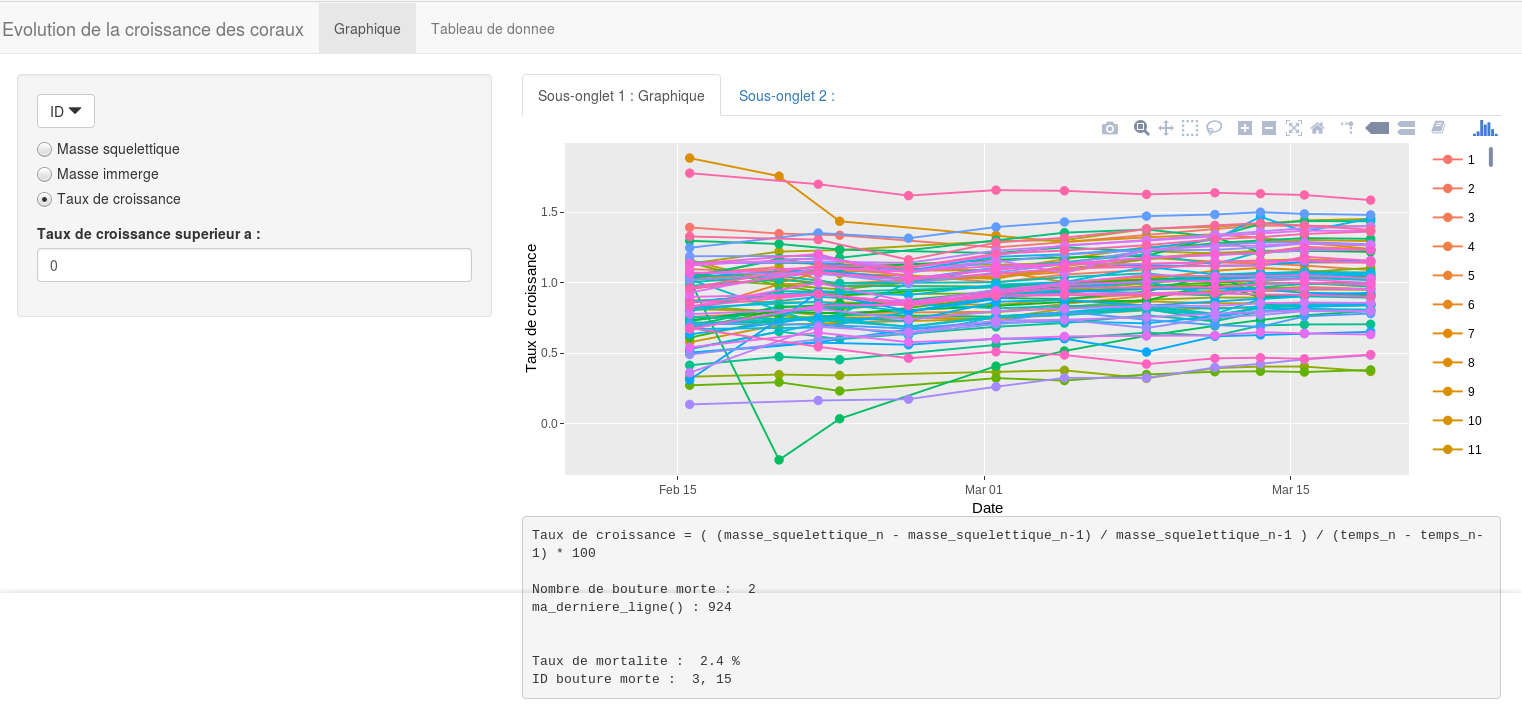 Evolution de la croissance des coraux
Graphique
Tableau de donnee
ID
Masse squelettique
Masse immerge
Taux de croissance
Taux de croissance superieur a :
0
Sous-onglet 1 : Graphique
Sous-onglet 2 :
Taux de croissance
1.5
1.0
0.5
0.0
Feb 15
Mar 01
Mar 15
Date
1
2
3
4
5
6
7
8
9
10
11
Taux de croissance = ( (masse_squelettique_n - masse_squelettique_n-1) / masse_squelettique_n-1 ) / (temps_n - temps_n-
1) * 100
Nombre de bouture morte :  2
ma_derniere_ligne() : 924
Taux de mortalite :  2.4 %
ID bouture morte :  3, 15